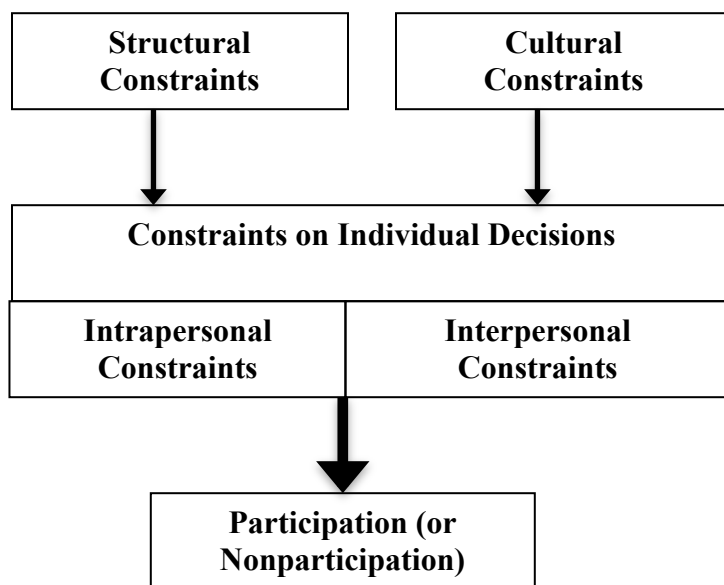 Structural
Constraints
Cultural
Constraints
Constraints on Individual Decisions
Intrapersonal
Constraints
Interpersonal
Constraints
Participation (or
Nonparticipation)